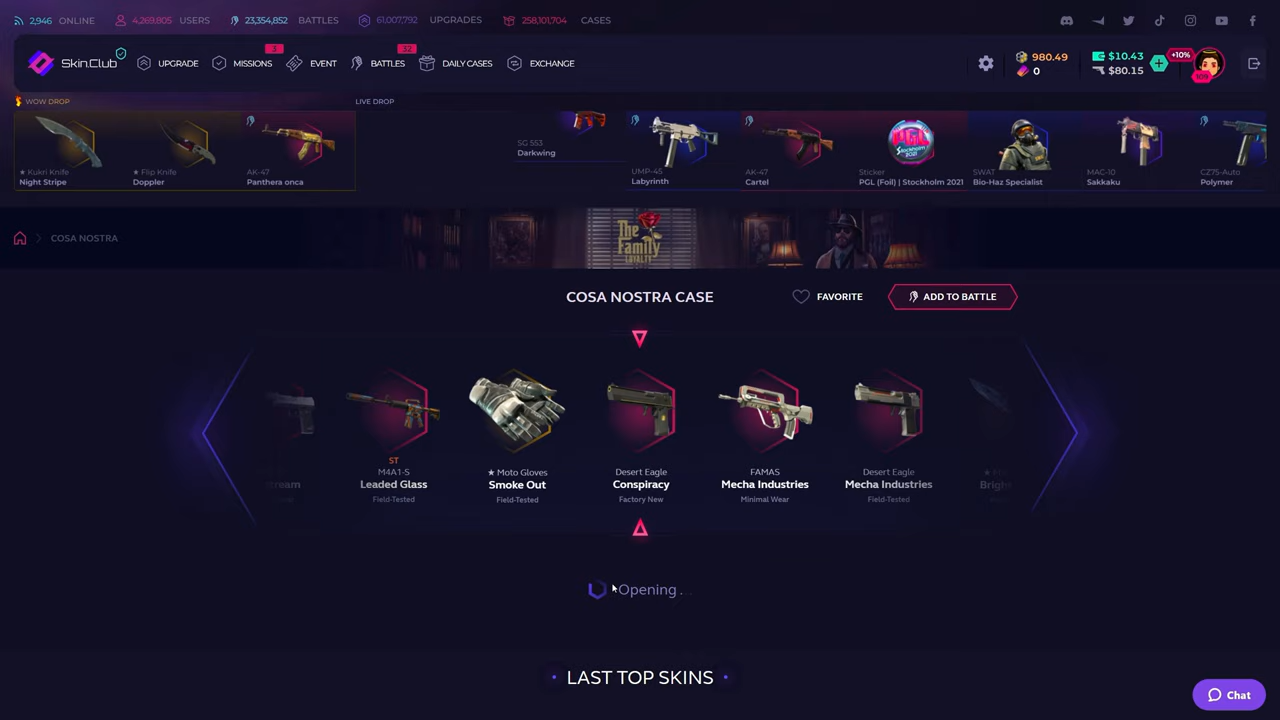 2,946 ONLINE 4,269,805 USERS 23,354,852 BATTLES 61,007,792 UPGRADES 258,101,704 CASES
Skin.Club UPGRADE 3 MISSIONS EVENT 32 BATTLES DAILY CASES EXCHANGE 980.49 0 $10.43 $80.15 +10% 109
WOW DROP LIVE DROP
★ Kukri Knife
Night Stripe
★ Flip Knife
Doppler
AK-47
Panthera onca
SG 553
Darkwing
UMP-45
Labyrinth
AK-47
Cartel
Sticker
PGL (Foil) | Stockholm 2021
SWAT
Bio-Haz Specialist
MAC-10
Sakkaku
CZ75-Auto
Polymer
The
Family
LOYALTY
COSA NOSTRA
COSA NOSTRA CASE FAVORITE ADD TO BATTLE
ST
M4A1-S
Leaded Glass
Field-Tested
★ Moto Gloves
Smoke Out
Field-Tested
Desert Eagle
Conspiracy
Factory New
FAMAS
Mecha Industries
Minimal Wear
Desert Eagle
Mecha Industries
Field-Tested
Opening ...
LAST TOP SKINS
Chat